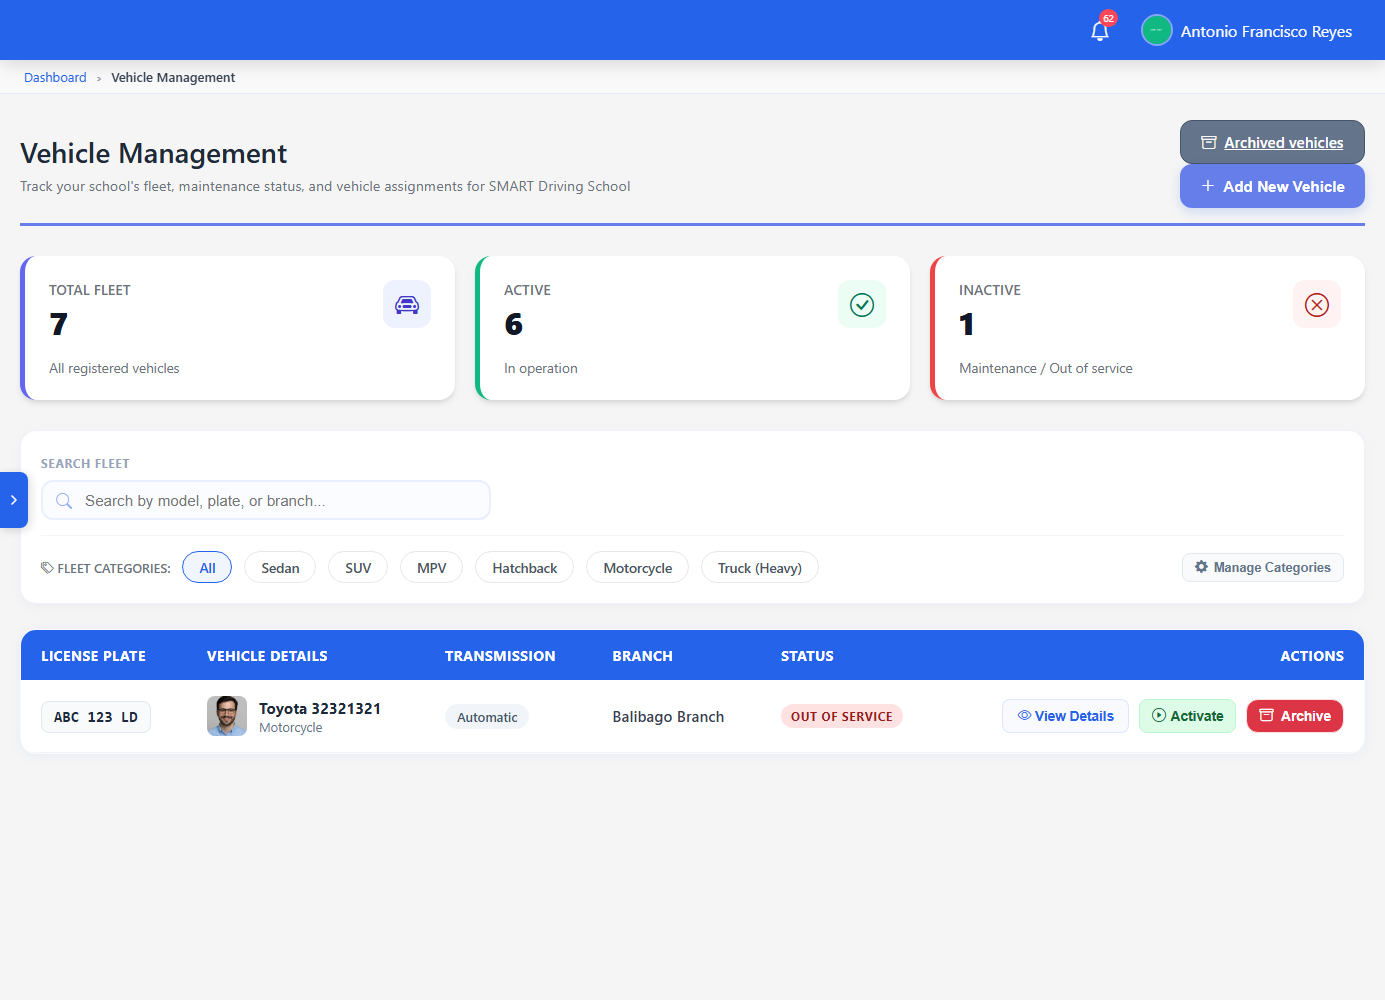 62
Antonio Francisco Reyes
Dashboard › Vehicle Management
Archived vehicles
Vehicle Management
Track your school's fleet, maintenance status, and vehicle assignments for SMART Driving School
+ Add New Vehicle
TOTAL FLEET
7
All registered vehicles
ACTIVE
6
In operation
INACTIVE
1
Maintenance / Out of service
SEARCH FLEET
Search by model, plate, or branch...
FLEET CATEGORIES: All Sedan SUV MPV Hatchback Motorcycle Truck (Heavy) Manage Categories
LICENSE PLATE VEHICLE DETAILS TRANSMISSION BRANCH STATUS ACTIONS
ABC 123 LD Toyota 32321321 Automatic Balibago Branch OUT OF SERVICE View Details Activate Archive
Motorcycle